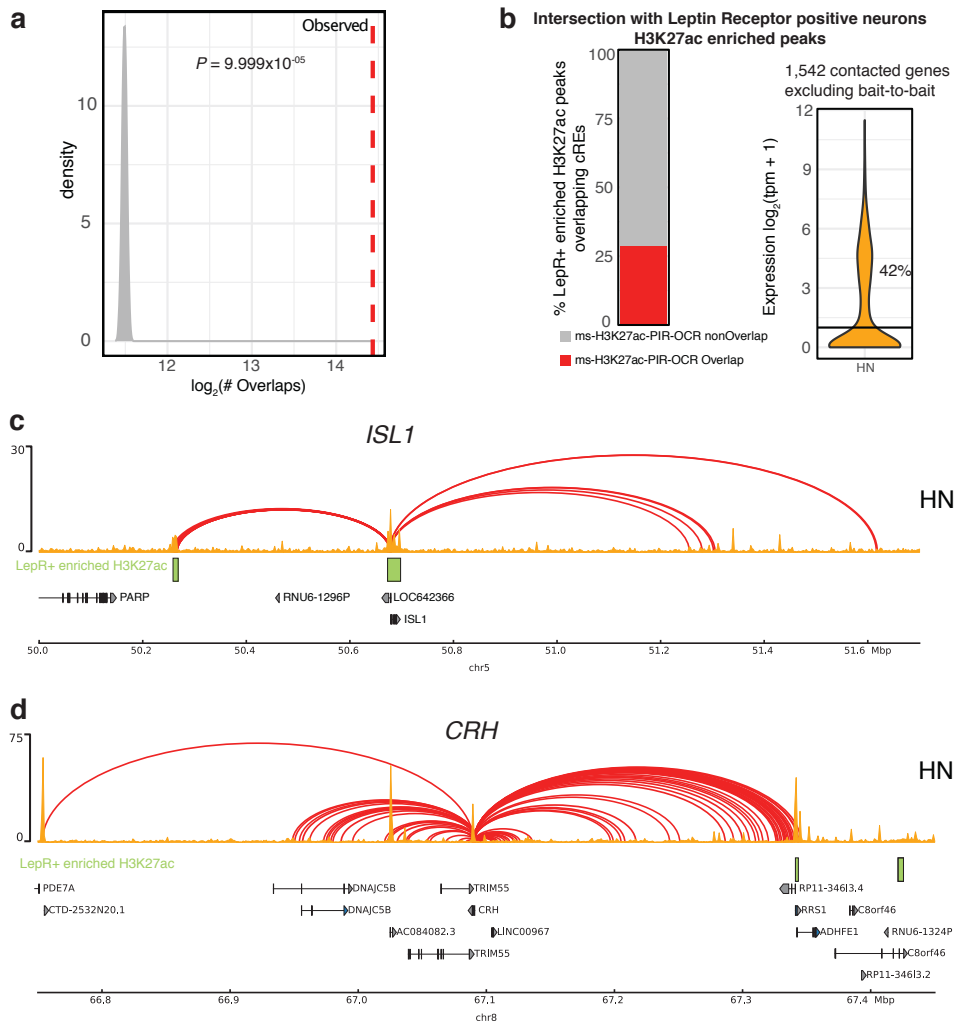 a
Observed
P = 9.999x10-05
10
5
0
density
12
13
14
log2(# Overlaps)
b
Intersection with Leptin Receptor positive neurons
H3K27ac enriched peaks
100
75
50
25
0
% LepR+ enriched H3K27ac peaks
overlapping cREs
ms-H3K27ac-PIR-OCR nonOverlap
ms-H3K27ac-PIR-OCR Overlap
1,542 contacted genes
excluding bait-to-bait
12
9
6
3
0
Expression log2(tpm + 1)
42%
HN
c
ISL1
30
0
HN
LepR+ enriched H3K27ac
PARP
RNU6-1296P
LOC642366
ISL1
50.0
50.2
50.4
50.6
50.8
51.0
51.2
51.4
51.6 Mbp
chr5
d
CRH
75
0
HN
LepR+ enriched H3K27ac
PDE7A
DNAJC5B
TRIM55
RP11-346I3.4
CTD-2532N20.1
DNAJC5B
CRH
RRS1
C8orf46
AC084082.3
LINC00967
ADHFE1
RNU6-1324P
TRIM55
C8orf46
RP11-346I3.2
66.8
66.9
67.0
67.1
67.2
67.3
67.4 Mbp
chr8